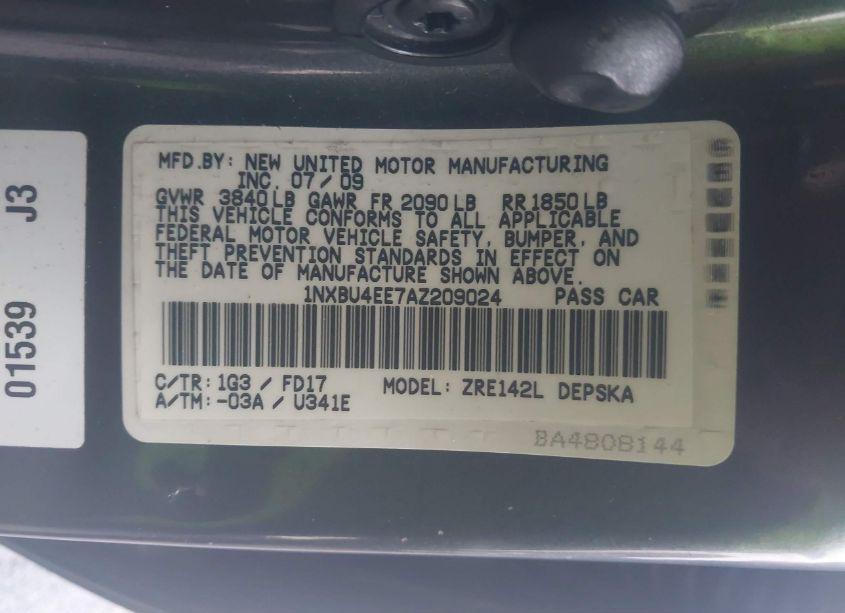 MFD.BY: NEW UNITED MOTOR MANUFACTURING
INC. 07/09
GVWR 3840LB GAWR FR 2090LB RR1850LB
THIS VEHICLE CONFORMS TO ALL APPLICABLE
FEDERAL MOTOR VEHICLE SAFETY, BUMPER, AND
THEFT PREVENTION STANDARDS IN EFFECT ON
THE DATE OF MANUFACTURE SHOWN ABOVE.
1NXBU4EE7AZ209024 PASS CAR
C/TR: 1G3 / FD17 MODEL: ZRE142L DEPSKA
A/TM:-03A / U341E
BA4808144
01539 J3